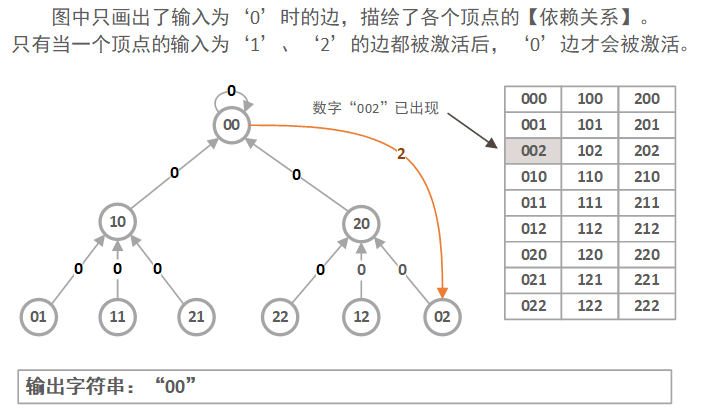 图中只画出了输入为‘0’时的边，描绘了各个顶点的【依赖关系】。
只有当一个顶点的输入为‘1’、‘2’的边都被激活后，‘0’边才会被激活。
0
00
数字“002”已出现
2
0
0
10
20
0
0
0
0
0
0
01
11
21
22
12
02
000 100 200
001 101 201
002 102 202
010 110 210
011 111 211
012 112 212
020 120 220
021 121 221
022 122 222
输出字符串：“00”